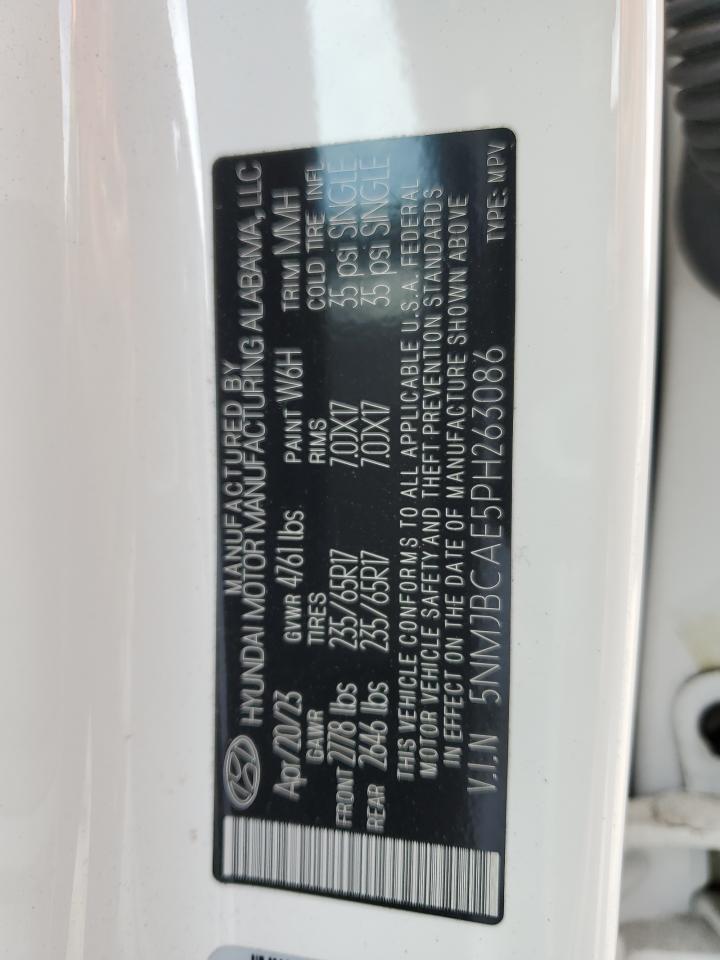 MANUFACTURED BY
HYUNDAI MOTOR MANUFACTURING ALABAMA, LLC
Apr/20/23 GVWR 4761 lbs PAINT W6H TRIM MMH
GAWR TIRES RIMS COLD TIRE INFL
FRONT 2778 lbs 235/65R17 7.0JX17 35 psi SINGLE
REAR 2646 lbs 235/65R17 7.0JX17 35 psi SINGLE
THIS VEHICLE CONFORMS TO ALL APPLICABLE U.S.A. FEDERAL
MOTOR VEHICLE SAFETY AND THEFT PREVENTION STANDARDS
IN EFFECT ON THE DATE OF MANUFACTURE SHOWN ABOVE
V.I.N 5NMJBCAE5PH263086 TYPE: MPV